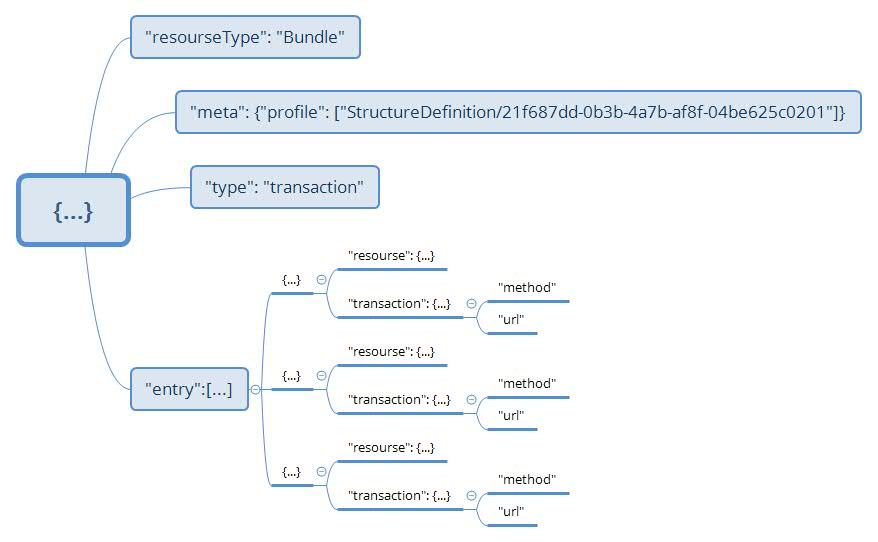 "resourseType": "Bundle"
"meta": {"profile": ["StructureDefinition/21f687dd-0b3b-4a7b-af8f-04be625c0201"]}
{...}
"type": "transaction"
"entry":[...]
{...}
"resourse": {...}
"transaction": {...}
"method"
"url"
{...}
"resourse": {...}
"transaction": {...}
"method"
"url"
{...}
"resourse": {...}
"transaction": {...}
"method"
"url"